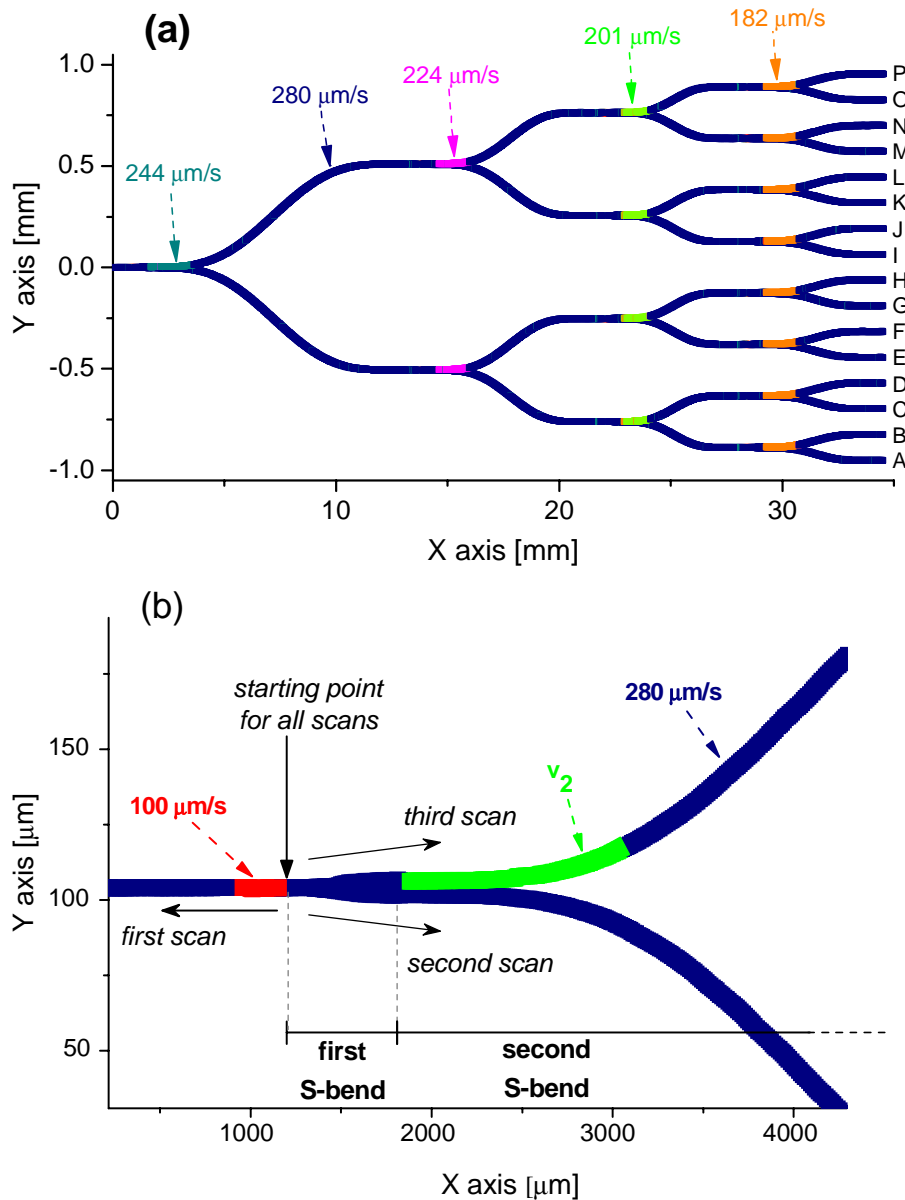 (a)
182 μm/s
201 μm/s
224 μm/s
280 μm/s
244 μm/s
1.0
0.5
0.0
-0.5
-1.0
Y axis [mm]
P
O
N
M
L
K
J
I
H
G
F
E
D
C
B
A
0
10
20
30
X axis [mm]
(b)
starting point
for all scans
280 μm/s
v2
100 μm/s
third scan
first scan
second scan
first
S-bend
second
S-bend
150
100
50
Y axis [μm]
1000
2000
3000
4000
X axis [μm]